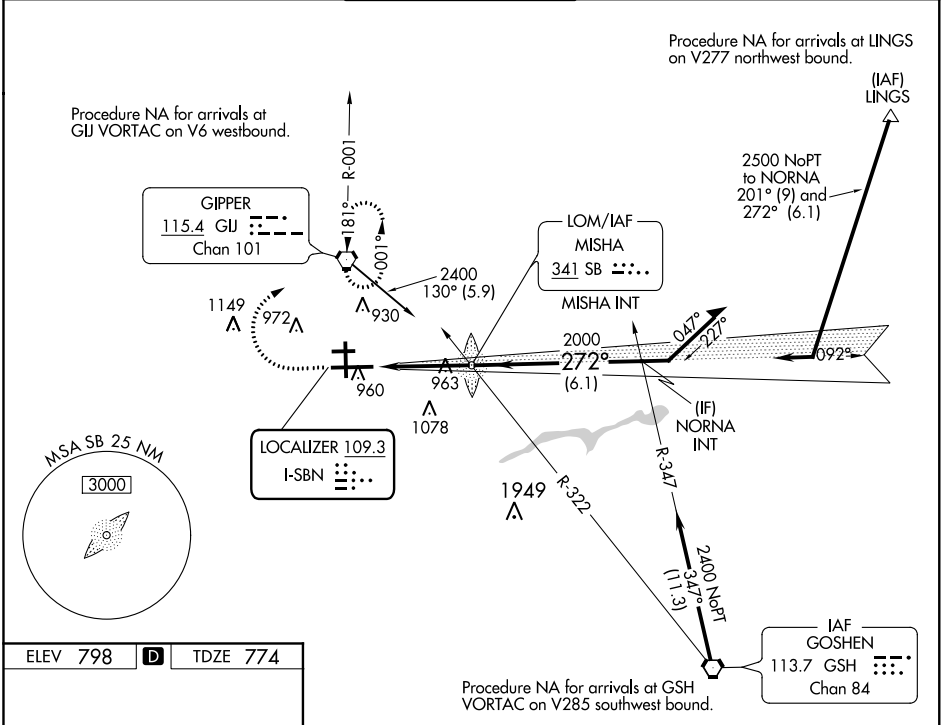 Procedure NA for arrivals at LINGS
on V277 northwest bound.
(IAF)
LINGS
Procedure NA for arrivals at
GIJ VORTAC on V6 westbound.
R-001
181°
001°
2500 NoPT
to NORNA
201° (9) and
272° (6.1)
GIPPER
115.4 GIJ
Chan 101
LOM/IAF
MISHA
341 SB
MISHA INT
2400
130° (5.9)
1149
972
930
047°
227°
2000
272°
(6.1)
092°
960
963
1078
(IF)
NORNA
INT
LOCALIZER 109.3
I-SBN
R-347
R-322
MSA SB 25 NM
3000
1949
2400 NoPT
347°
(11.3)
IAF
GOSHEN
113.7 GSH
Chan 84
ELEV 798 D TDZE 774
Procedure NA for arrivals at GSH
VORTAC on V285 southwest bound.